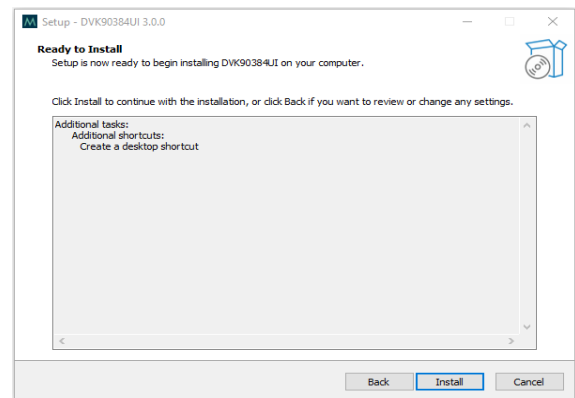 Setup - DVK90384UI 3.0.0
Ready to Install
Setup is now ready to begin installing DVK90384UI on your computer.
Click Install to continue with the installation, or click Back if you want to review or change any settings.
Additional tasks:
Additional shortcuts:
Create a desktop shortcut
Back Install Cancel